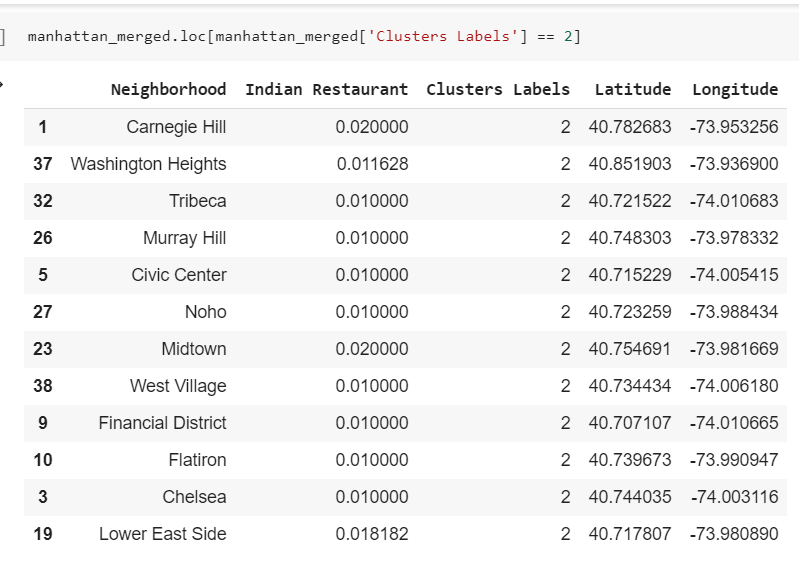 ] manhattan_merged.loc[manhattan_merged['Clusters Labels'] == 2]
Neighborhood Indian Restaurant Clusters Labels Latitude Longitude
1 Carnegie Hill 0.020000 2 40.782683 -73.953256
37 Washington Heights 0.011628 2 40.851903 -73.936900
32 Tribeca 0.010000 2 40.721522 -74.010683
26 Murray Hill 0.010000 2 40.748303 -73.978332
5 Civic Center 0.010000 2 40.715229 -74.005415
27 Noho 0.010000 2 40.723259 -73.988434
23 Midtown 0.020000 2 40.754691 -73.981669
38 West Village 0.010000 2 40.734434 -74.006180
9 Financial District 0.010000 2 40.707107 -74.010665
10 Flatiron 0.010000 2 40.739673 -73.990947
3 Chelsea 0.010000 2 40.744035 -74.003116
19 Lower East Side 0.018182 2 40.717807 -73.980890